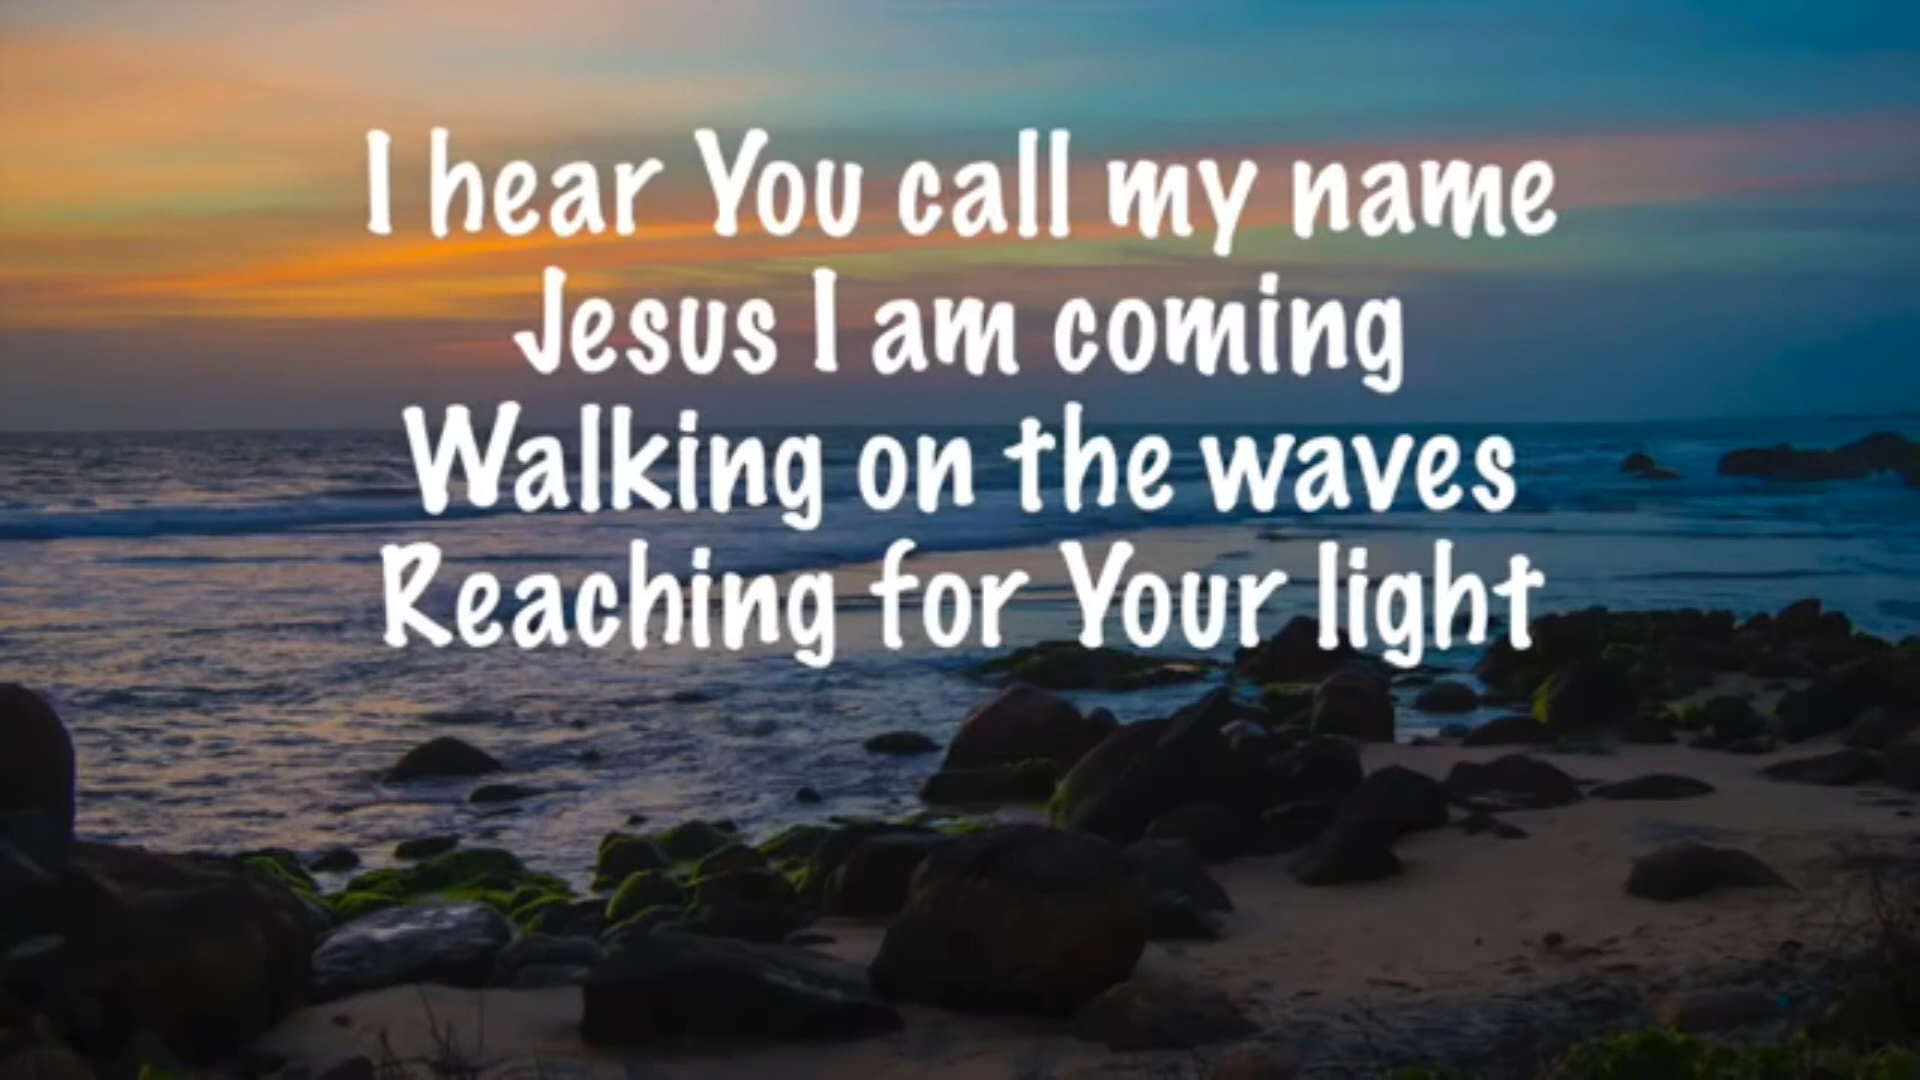 I hear You call my name
Jesus I am coming
Walking on the waves
Reaching for Your light